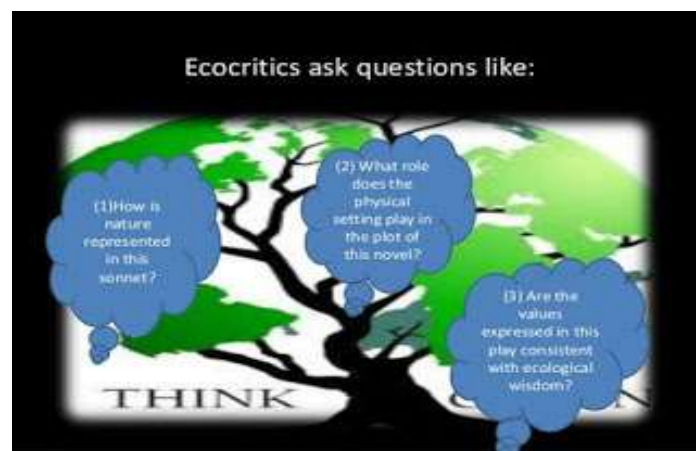 Ecocritics ask questions like:
(1)How is
nature
represented
in this
sonnet?
(2) What role
does the
physical
setting play in
the plot of
this novel?
(3) Are the
values
expressed in this
play consistent
with ecological
wisdom?
THINK